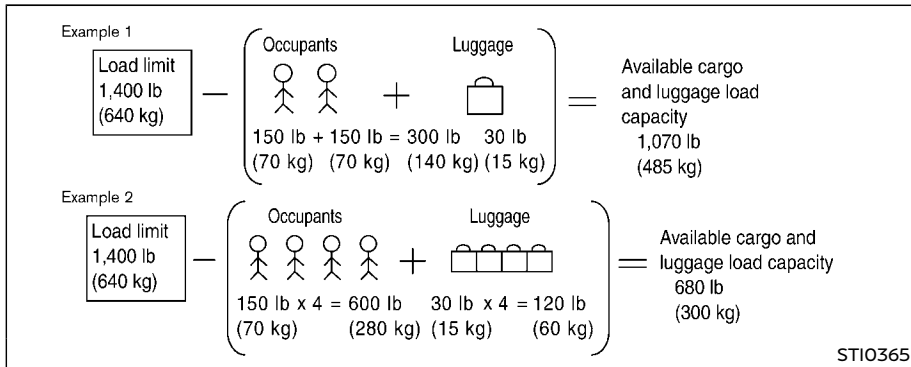 Example 1
Load limit
1,400 lb
(640 kg)
Occupants
Luggage
150 lb + 150 lb = 300 lb 30 lb
(70 kg) (70 kg) (140 kg) (15 kg)
Available cargo
and luggage load
capacity
1,070 lb
(485 kg)
Example 2
Load limit
1,400 lb
(640 kg)
Occupants
Luggage
150 lb x 4 = 600 lb 30 lb x 4 = 120 lb
(70 kg) (280 kg) (15 kg) (60 kg)
Available cargo and
luggage load capacity
680 lb
(300 kg)
STI0365